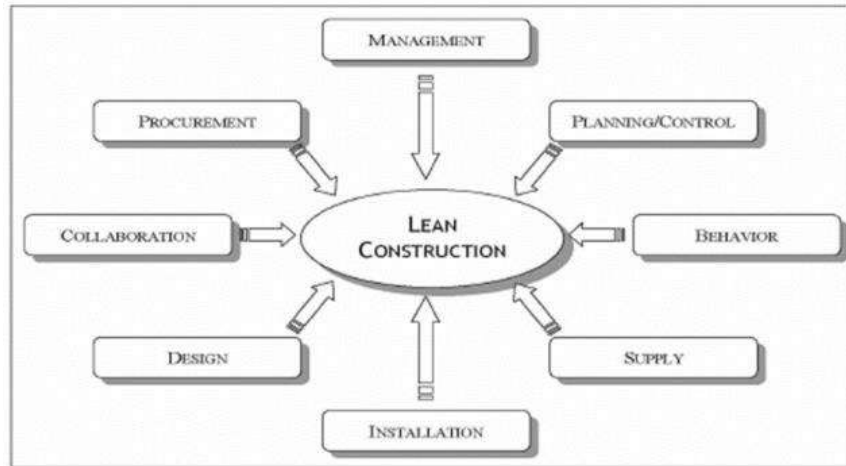 MANAGEMENT
PROCUREMENT
PLANNING/CONTROL
COLLABORATION
LEAN
CONSTRUCTION
BEHAVIOR
DESIGN
SUPPLY
INSTALLATION